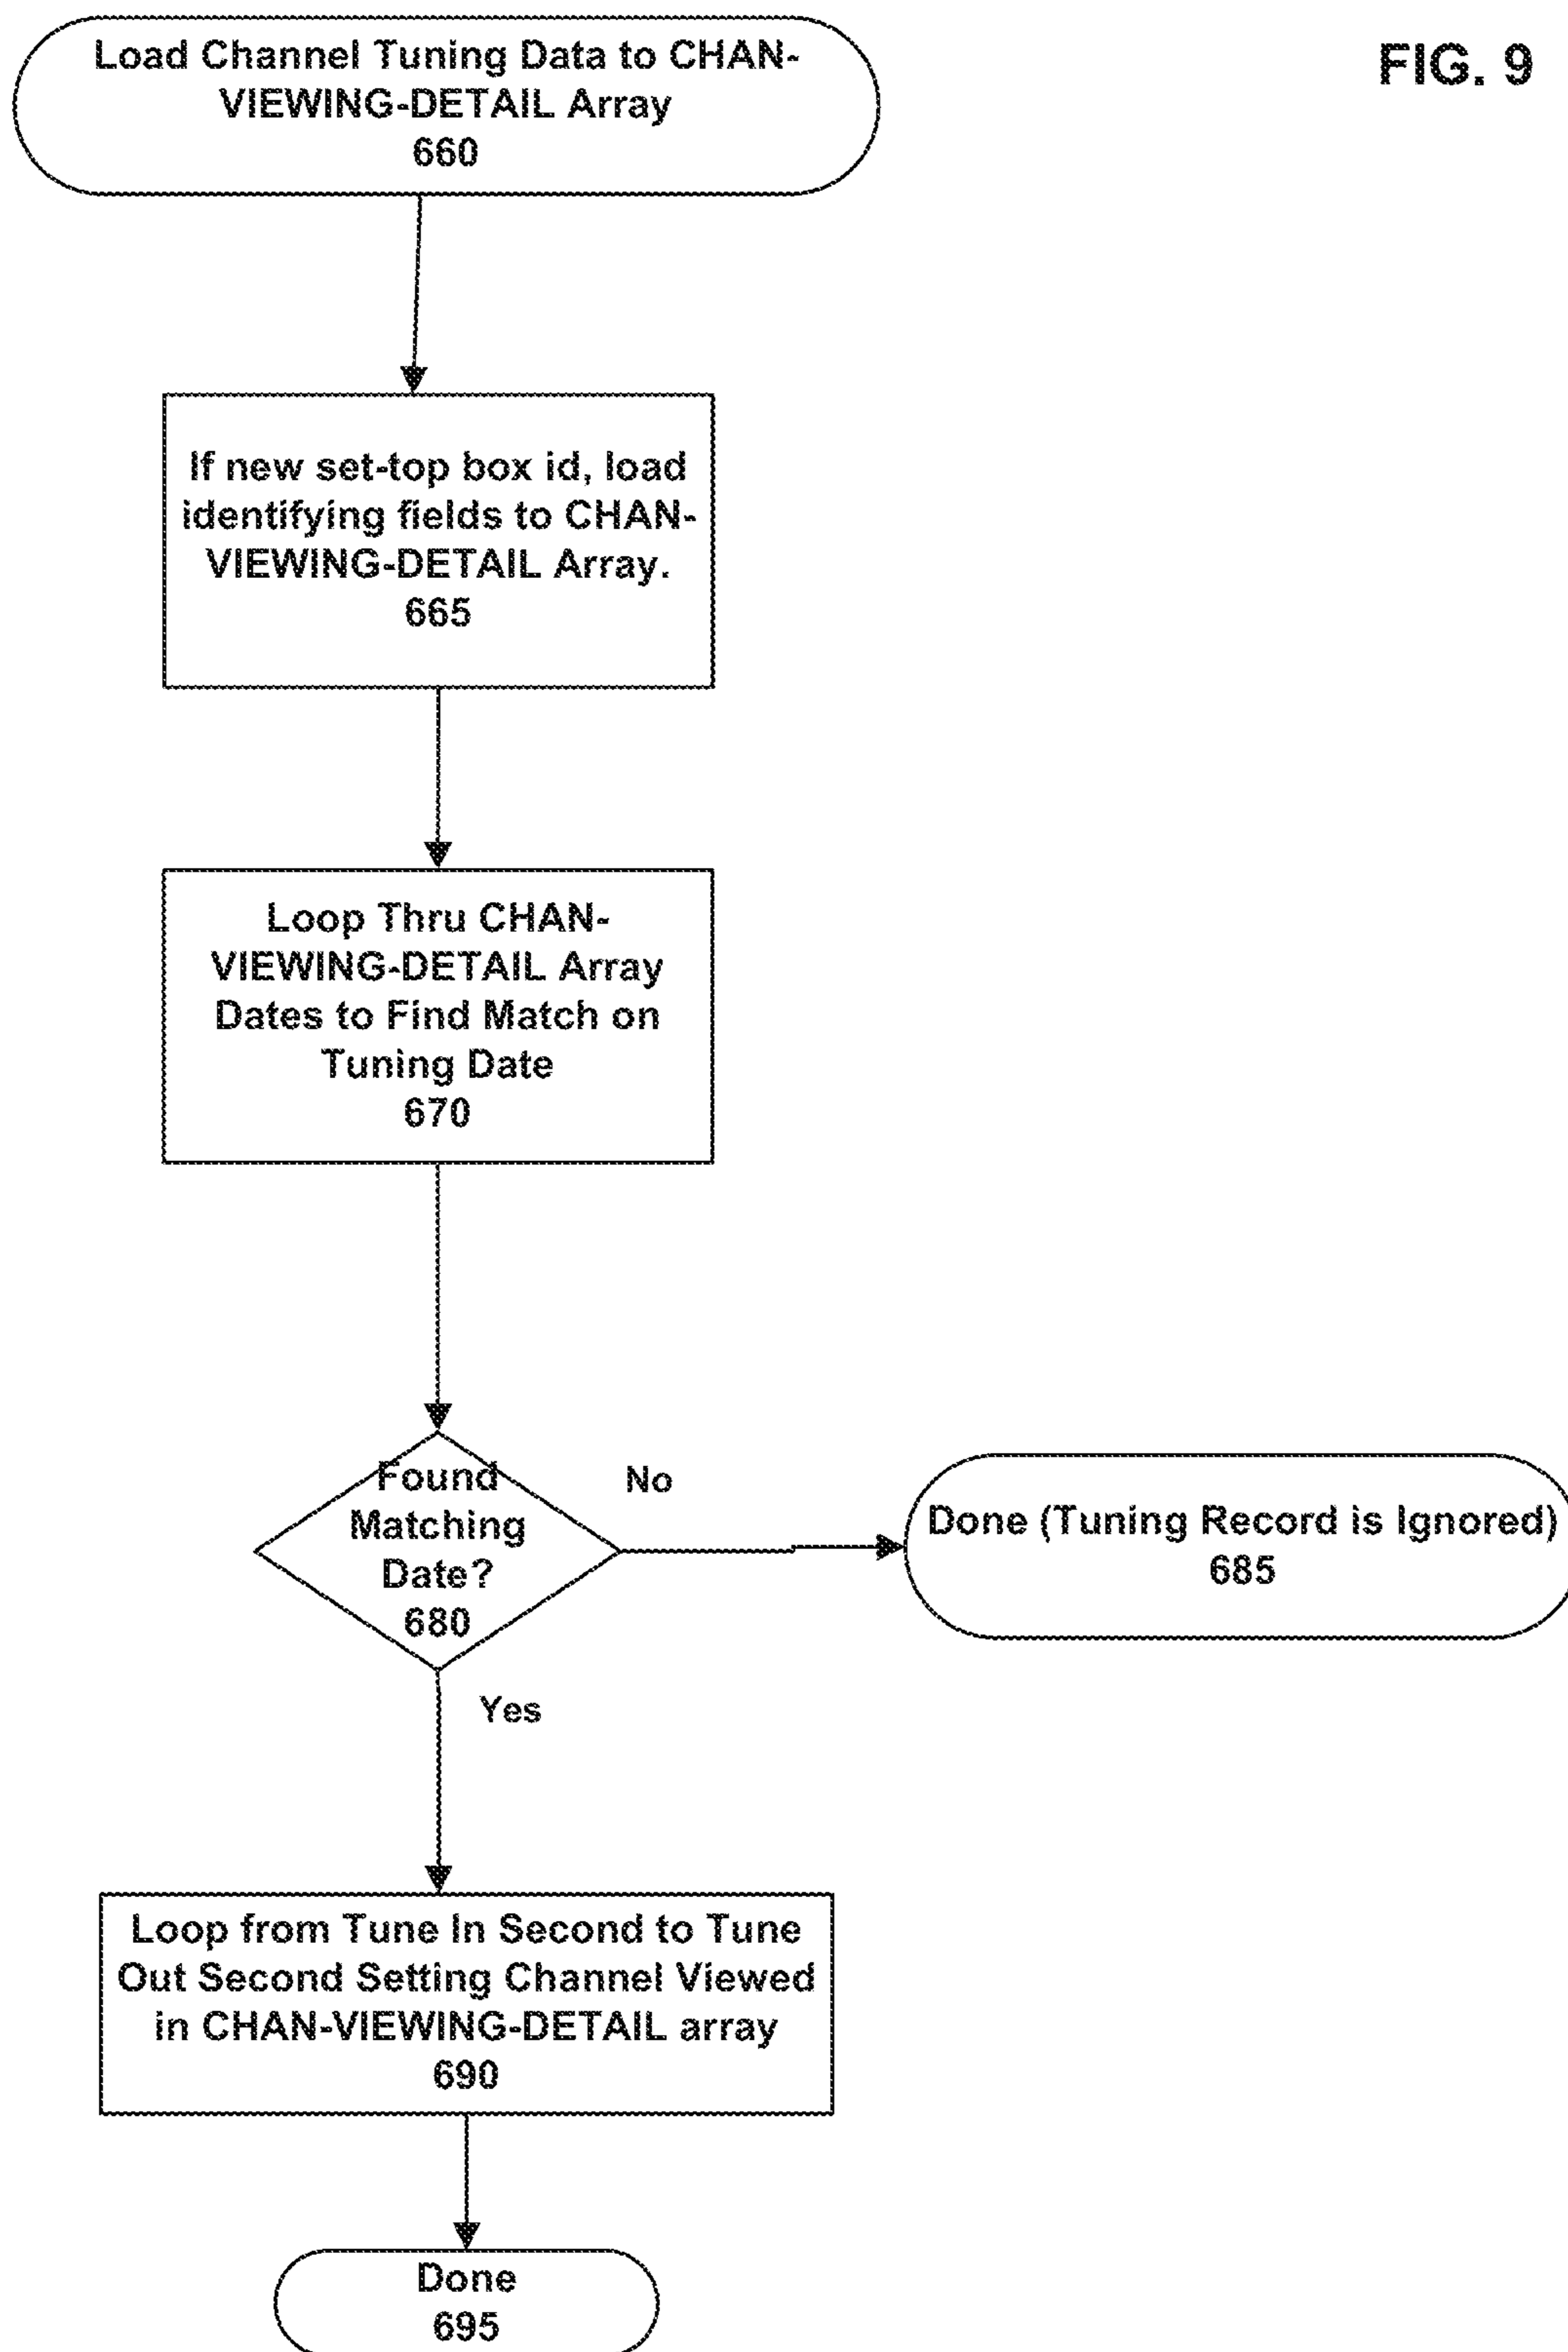 Load Channel Tuning Data to CHAN-
VIEWING-DETAIL Array
660
FIG. 9
If new set-top box id, load
identifying fields to CHAN-
VIEWING-DETAIL Array.
665
Loop Thru CHAN-
VIEWING-DETAIL Array
Dates to Find Match on
Tuning Date
670
Found
Matching
Date?
680
No
Done (Tuning Record is Ignored)
685
Yes
Loop from Tune In Second to Tune
Out Second Setting Channel Viewed
in CHAN-VIEWING-DETAIL array
690
Done
695